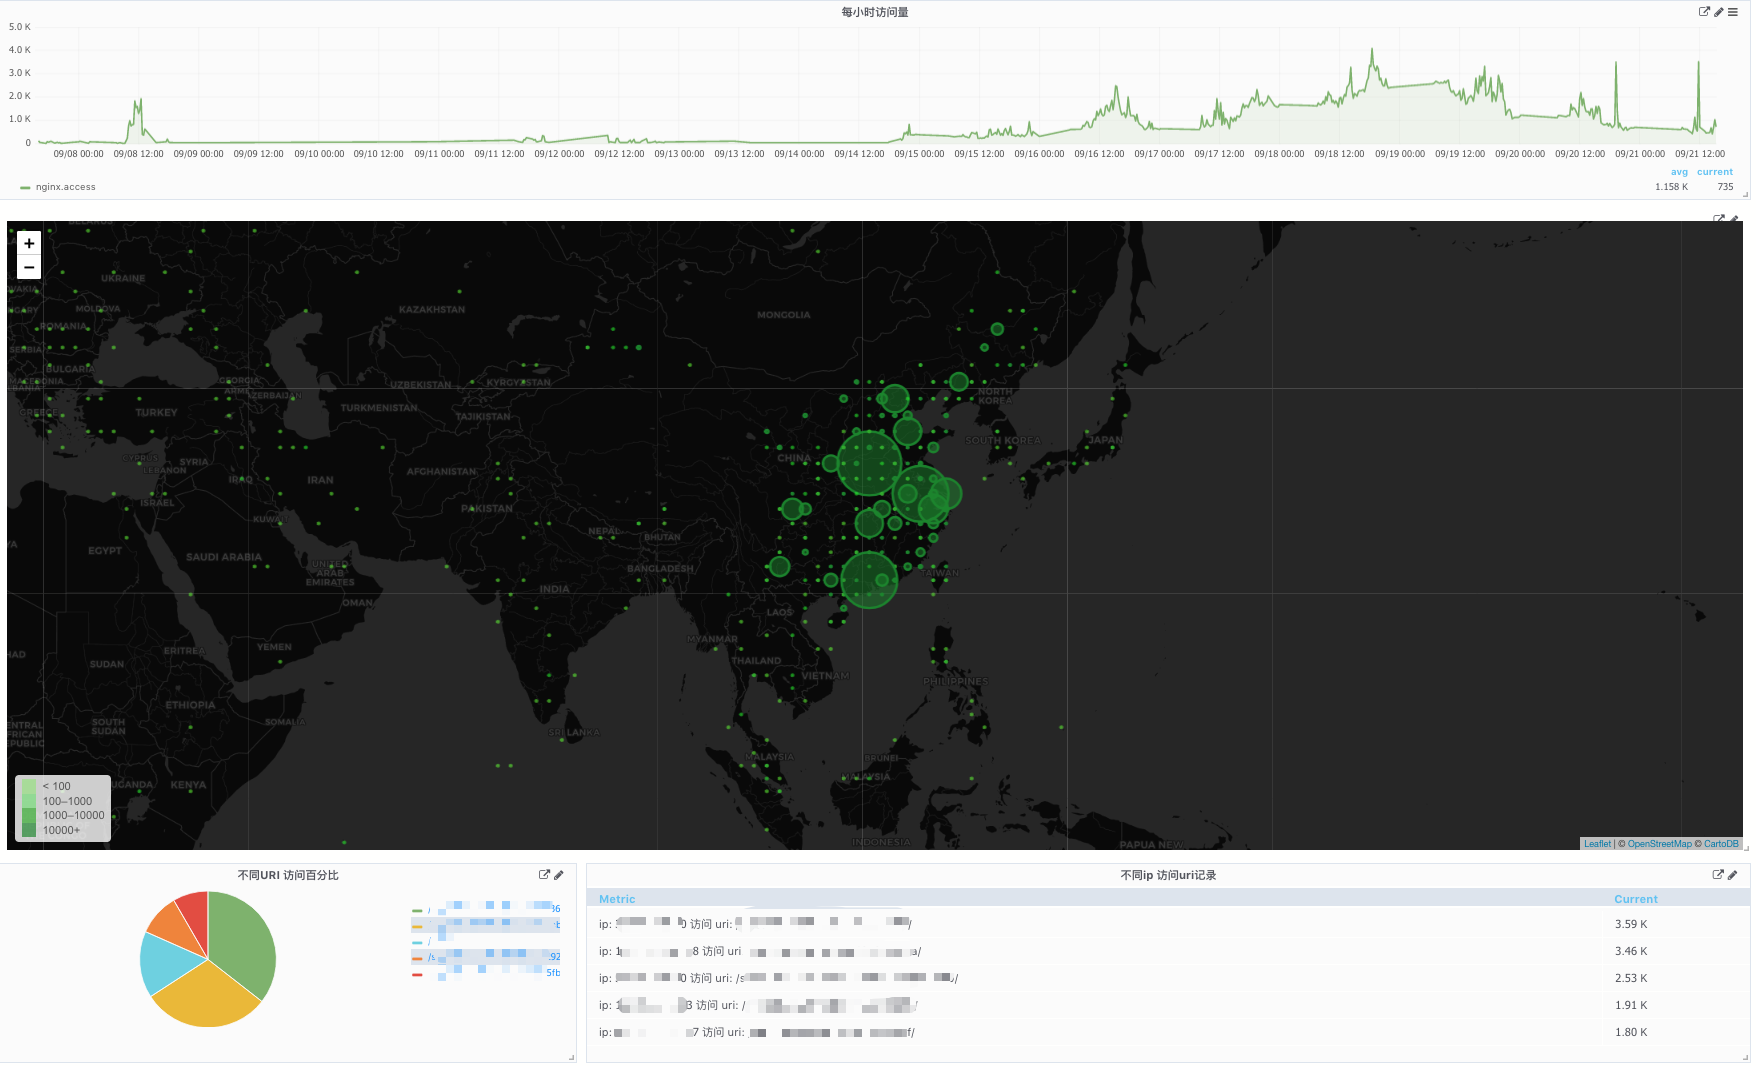 每小时访问量
5.0 K
4.0 K
3.0 K
2.0 K
1.0 K
0
09/08 00:00 09/08 12:00 09/09 00:00 09/09 12:00 09/10 00:00 09/10 12:00 09/11 00:00 09/11 12:00 09/12 00:00 09/12 12:00 09/13 00:00 09/13 12:00 09/14 00:00 09/14 12:00 09/15 00:00 09/15 12:00 09/16 00:00 09/16 12:00 09/17 00:00 09/17 12:00 09/18 00:00 09/18 12:00 09/19 00:00 09/19 12:00 09/20 00:00 09/20 12:00 09/21 00:00 09/21 12:00
avg current
nginx.access 1.158 K 735
+
−
UKRAINE
MOLDOVA
ROMANIA
SERBIA
BULGARIA
GREECE
TURKEY
GEORGIA
KAZAKHSTAN
MONGOLIA
UZBEKISTAN
KYRGYZSTAN
TURKMENISTAN
TAJIKISTAN
NORTH
KOREA
SOUTH KOREA
JAPAN
CHINA
CYPRUS
LEBANON
SYRIA
ISRAEL
IRAQ
IRAN
AFGHANISTAN
PAKISTAN
KUWA
NEPAL
BHUTAN
EGYPT
SAUDI ARABIA
UNITED
ARAB
EMIRATES
BANGLADESH
INDIA
TAIWAN
OMAN
LAOS
MYANMAR
ERITREA
YEMEN
SUDAN
THAILAND
VIETNAM
PHILIPPINES
ETHIOPIA
SOUTH
SUDAN
SOMALIA
SRI LANKA
MALAYSIA
BRUNEI
MALAYSIA
UGANDA
KENYA
INDONESIA
PAPUA NEW
< 100
100–1000
1000–10000
10000+
Leaflet | © OpenStreetMap © CartoDB
不同URI 访问百分比
不同ip 访问uri记录
Metric Current
ip: 0 访问 uri: / 3.59 K
ip: 1 8 访问 uri / 3.46 K
ip: 0 访问 uri: /s / 2.53 K
ip: 1 3 访问 uri: / / 1.91 K
ip: 7 访问 uri: f/ 1.80 K